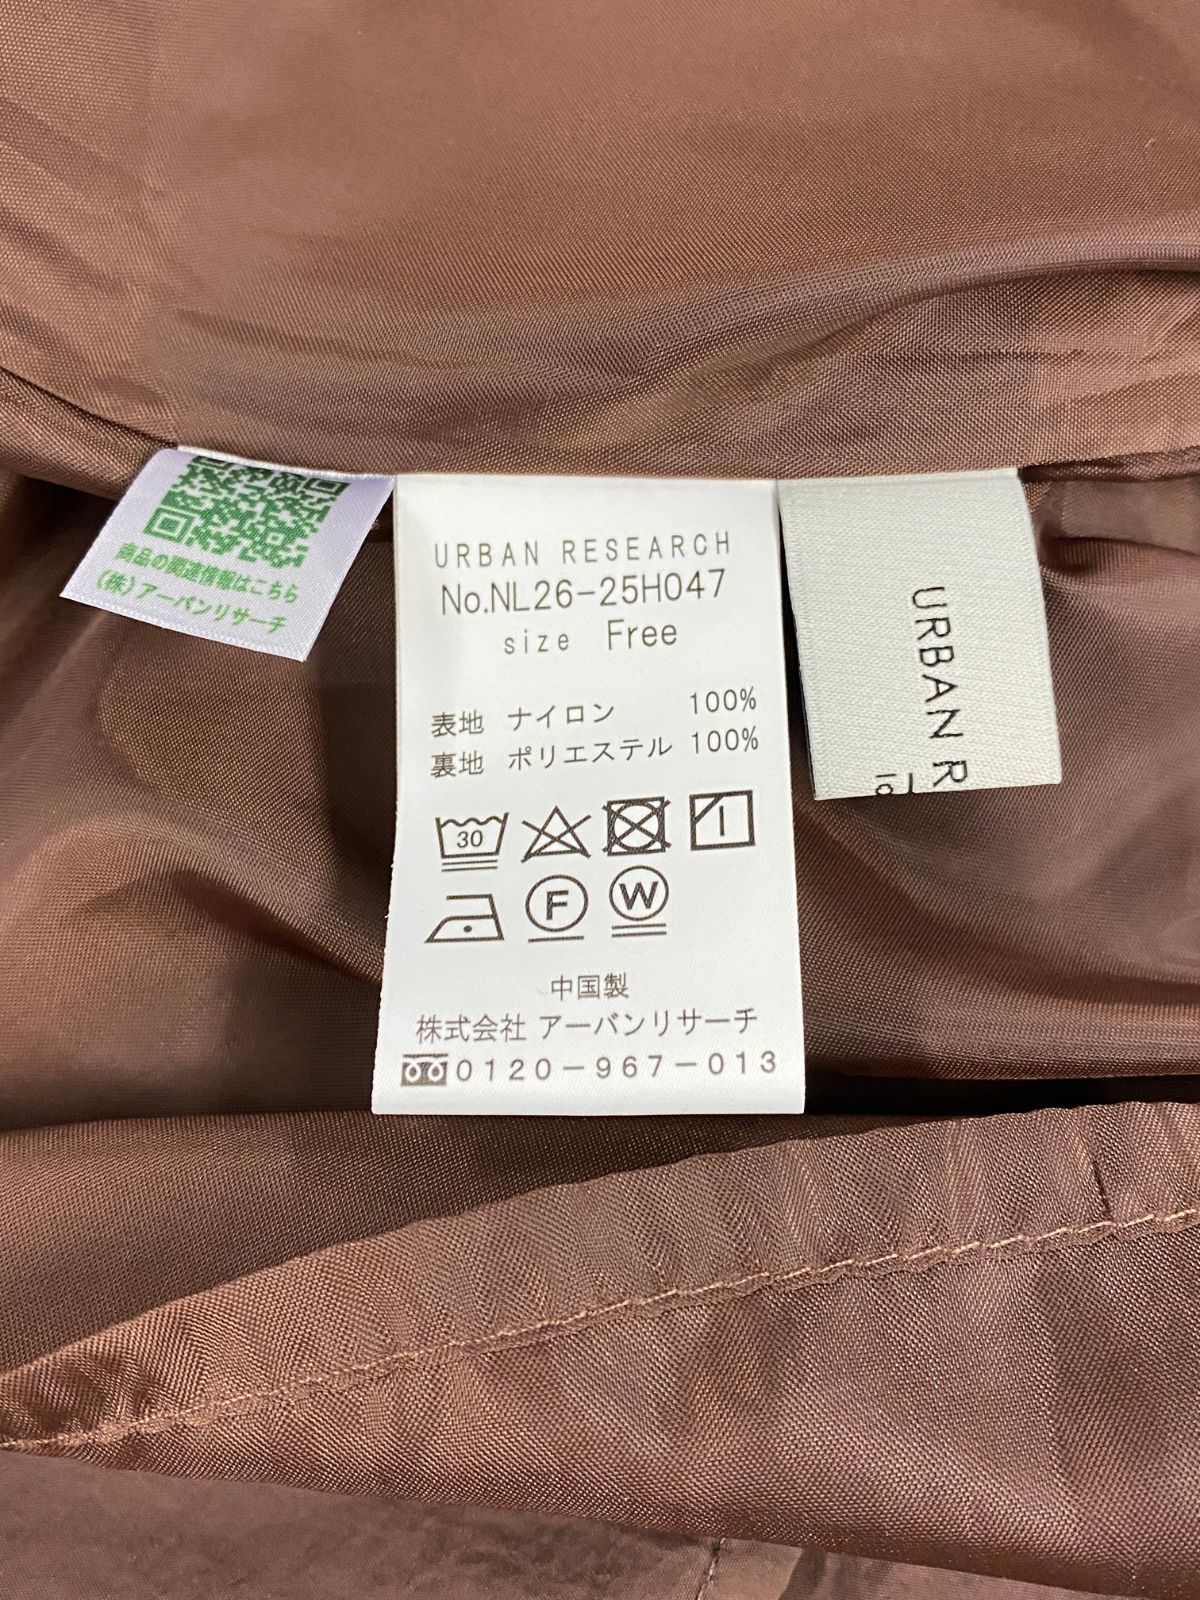 商品の関連情報はこちら
(株)アーバンリサーチ
URBAN RESEARCH
No.NL26-25H047
size Free
表地 ナイロン 100%
裏地 ポリエステル 100%
30
F W
中国製
株式会社 アーバンリサーチ
0120-967-013
URBAN R